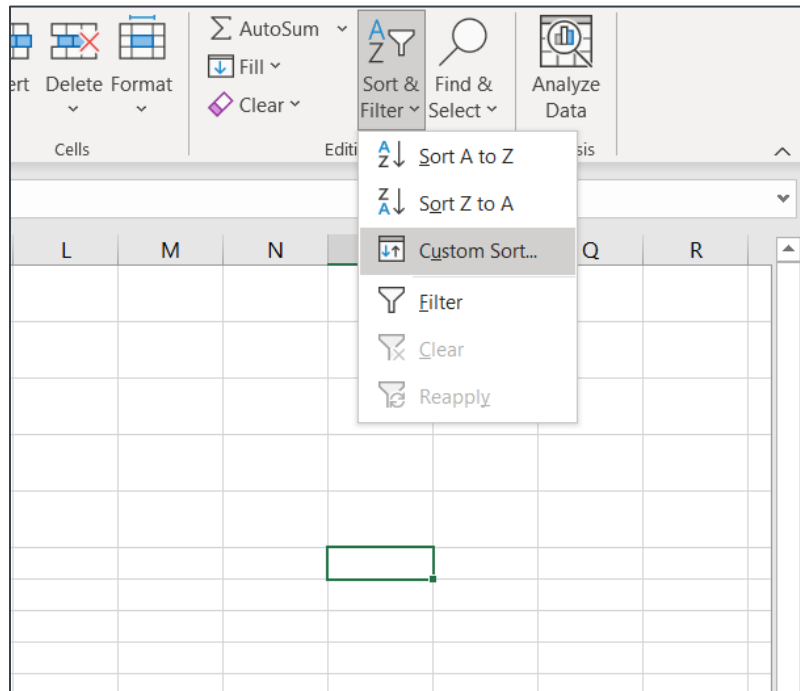 AutoSum
Fill
Clear
ert Delete Format
Sort & Filter
Find & Select
Analyze Data
Cells
Editi
sis
Sort A to Z
Sort Z to A
Custom Sort...
Filter
Clear
Reapply
L M N Q R